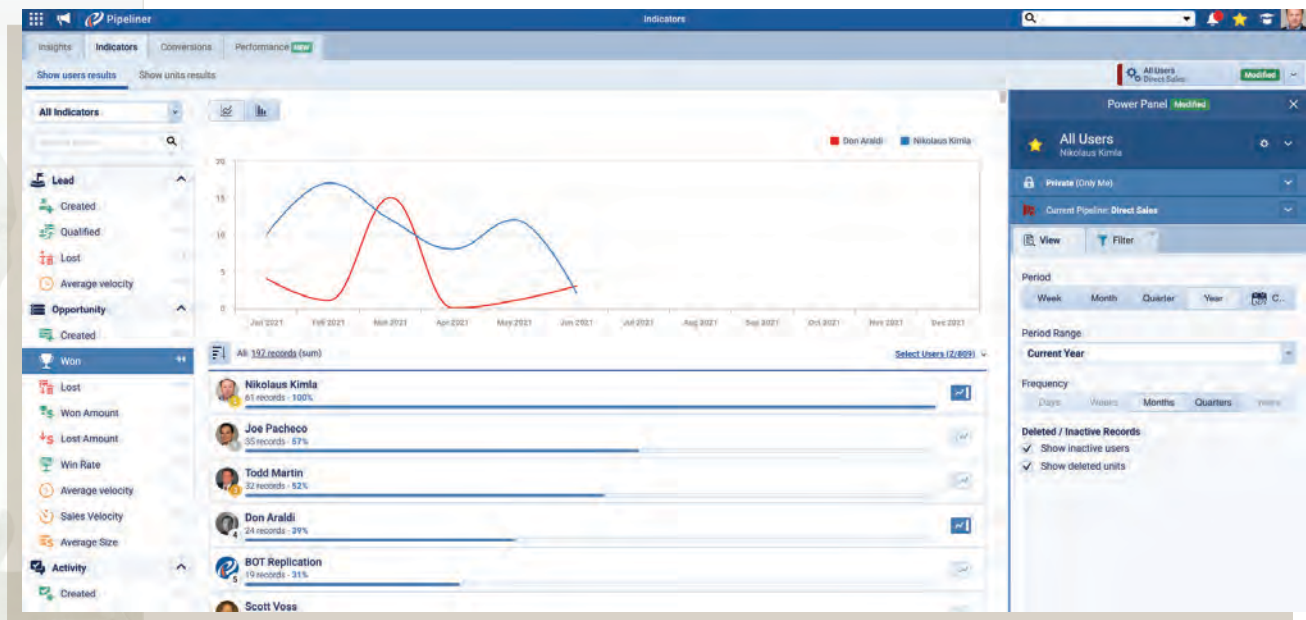 Pipeliner
Indicators
Insights
Indicators
Conversions
Performance NEW
Show users results
Show units results
All Users
Direct Sales
Modified
All Indicators
Power Panel Modified
All Users
Nikolaus Kimla
Private (Only Me)
Current Pipeline: Direct Sales
View
Filter
Period
Week
Month
Quarter
Year
C..
Period Range
Current Year
Frequency
Days
Weeks
Months
Quarters
Years
Deleted / Inactive Records
Show inactive users
Show deleted units
Lead
Created
Qualified
Lost
Average velocity
Opportunity
Created
Won
Lost
Won Amount
Lost Amount
Win Rate
Average velocity
Sales Velocity
Average Size
Activity
Created
Don Araldi
Nikolaus Kimla
20
15
10
5
0
Jan 2021
Feb 2021
Mar 2021
Apr 2021
May 2021
Jun 2021
Jul 2021
Aug 2021
Sep 2021
Oct 2021
Nov 2021
Dec 2021
All: 197 records (sum)
Select Users (2/809)
Nikolaus Kimla
61 records - 100%
Joe Pacheco
35 records - 57%
Todd Martin
32 records - 52%
Don Araldi
24 records - 39%
4
BOT Replication
19 records - 31%
5
Scott Voss